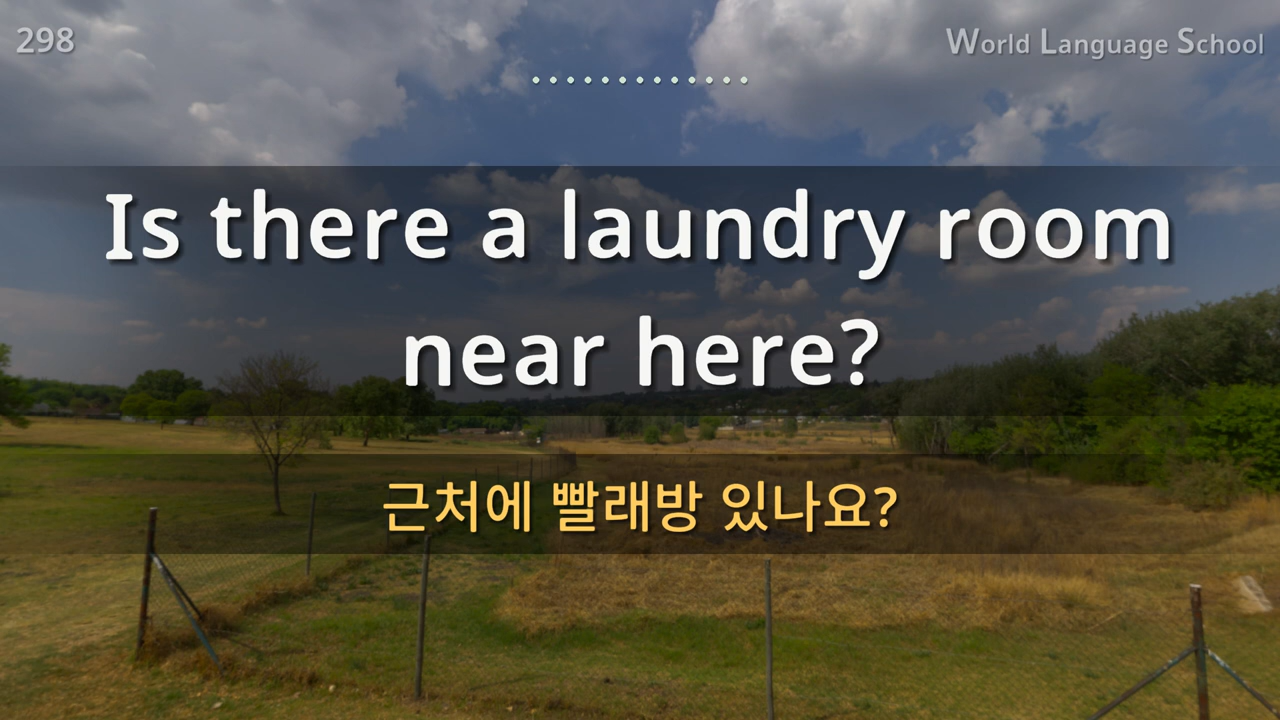 298
World Language School
Is there a laundry room
near here?
근처에 빨래방 있나요?